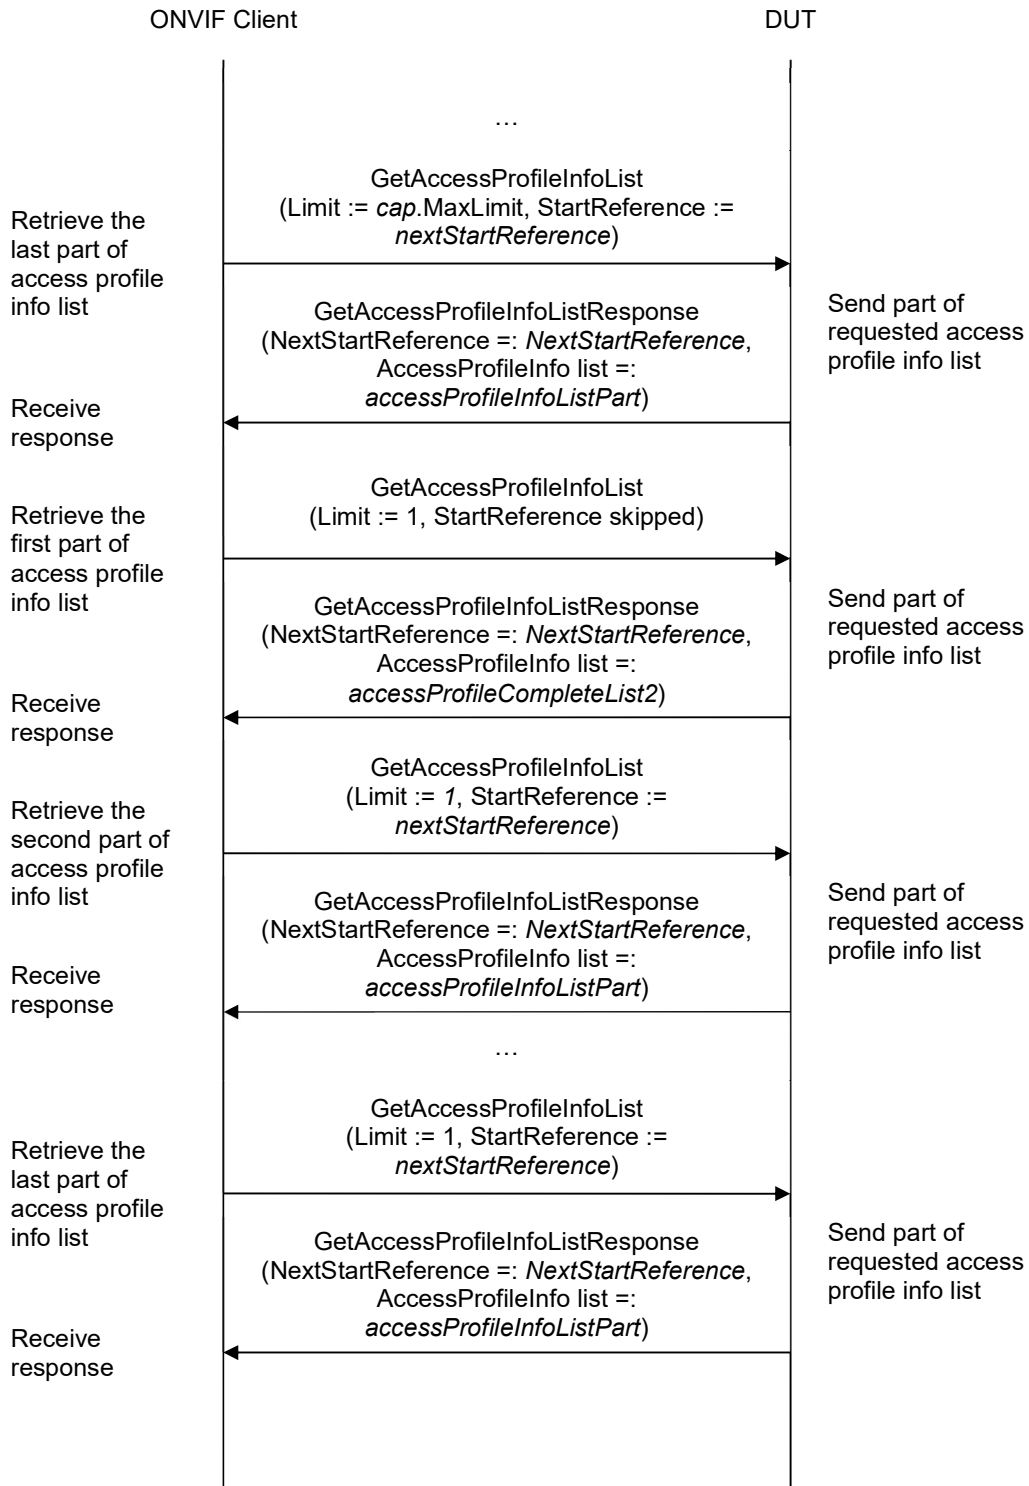 ONVIF Client
DUT
…
GetAccessProfileInfoList
(Limit := cap.MaxLimit, StartReference :=
nextStartReference)
Retrieve the
last part of
access profile
info list
GetAccessProfileInfoListResponse
(NextStartReference =: NextStartReference,
AccessProfileInfo list =:
accessProfileInfoListPart)
Send part of
requested access
profile info list
Receive
response
GetAccessProfileInfoList
(Limit := 1, StartReference skipped)
Retrieve the
first part of
access profile
info list
GetAccessProfileInfoListResponse
(NextStartReference =: NextStartReference,
AccessProfileInfo list =:
accessProfileCompleteList2)
Send part of
requested access
profile info list
Receive
response
GetAccessProfileInfoList
(Limit := 1, StartReference :=
nextStartReference)
Retrieve the
second part of
access profile
info list
GetAccessProfileInfoListResponse
(NextStartReference =: NextStartReference,
AccessProfileInfo list =:
accessProfileInfoListPart)
Send part of
requested access
profile info list
Receive
response
…
GetAccessProfileInfoList
(Limit := 1, StartReference :=
nextStartReference)
Retrieve the
last part of
access profile
info list
GetAccessProfileInfoListResponse
(NextStartReference =: NextStartReference,
AccessProfileInfo list =:
accessProfileInfoListPart)
Send part of
requested access
profile info list
Receive
response